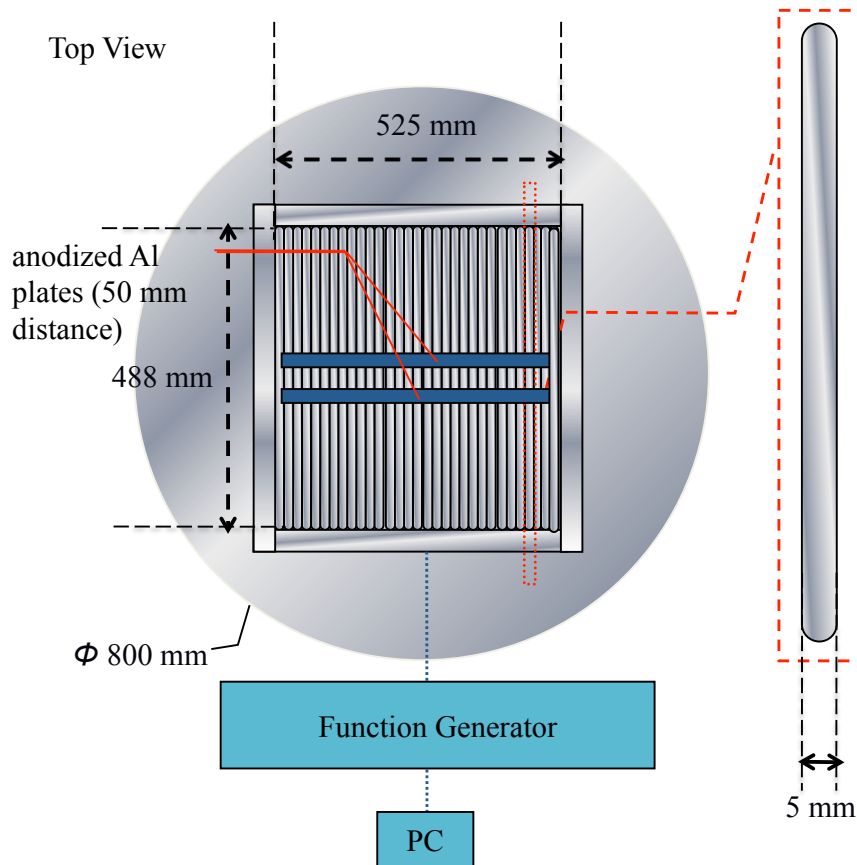 Top View
525 mm
anodized Al
plates (50 mm
distance)
488 mm
Φ 800 mm
Function Generator
PC
5 mm